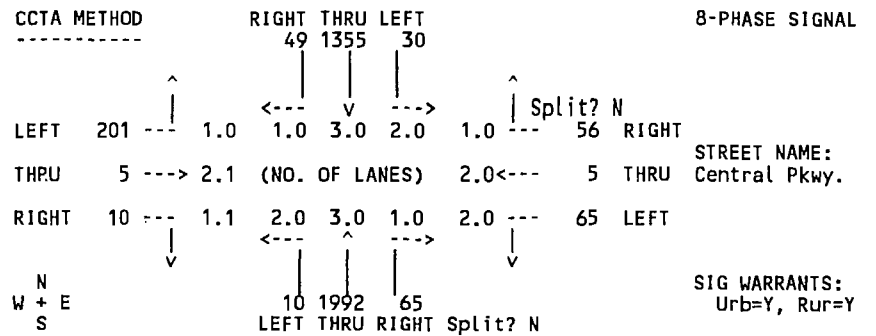 CCTA METHOD RIGHT THRU LEFT 8-PHASE SIGNAL
----------- 49 1355 30
^ | | | ^
| <--- v ---> | Split? N
LEFT 201 --- 1.0 1.0 3.0 2.0 1.0 --- 56 RIGHT
STREET NAME:
THRU 5 ---> 2.1 (NO. OF LANES) 2.0<--- 5 THRU Central Pkwy.
RIGHT 10 --- 1.1 2.0 3.0 1.0 2.0 --- 65 LEFT
| <--- ^ ---> |
v | | | v
N SIG WARRANTS:
W + E 10 1992 65 Urb=Y, Rur=Y
S LEFT THRU RIGHT Split? N